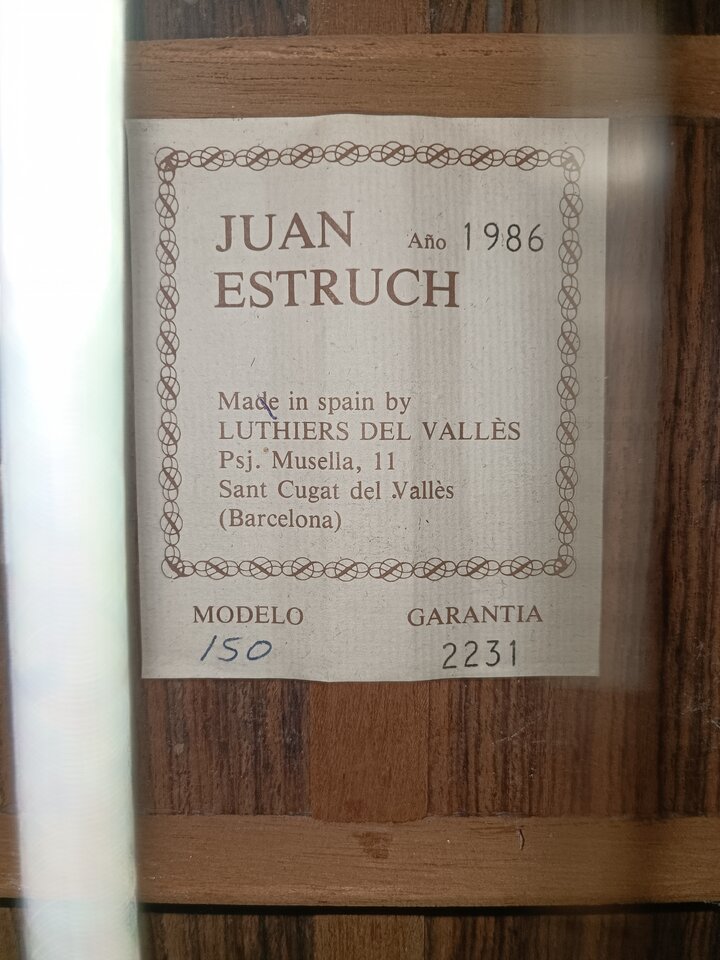 JUAN Año 1986
ESTRUCH
Made in spain by
LUTHIERS DEL VALLÈS
Psj. Musella, 11
Sant Cugat del Vallès
(Barcelona)
MODELO GARANTIA
150 2231